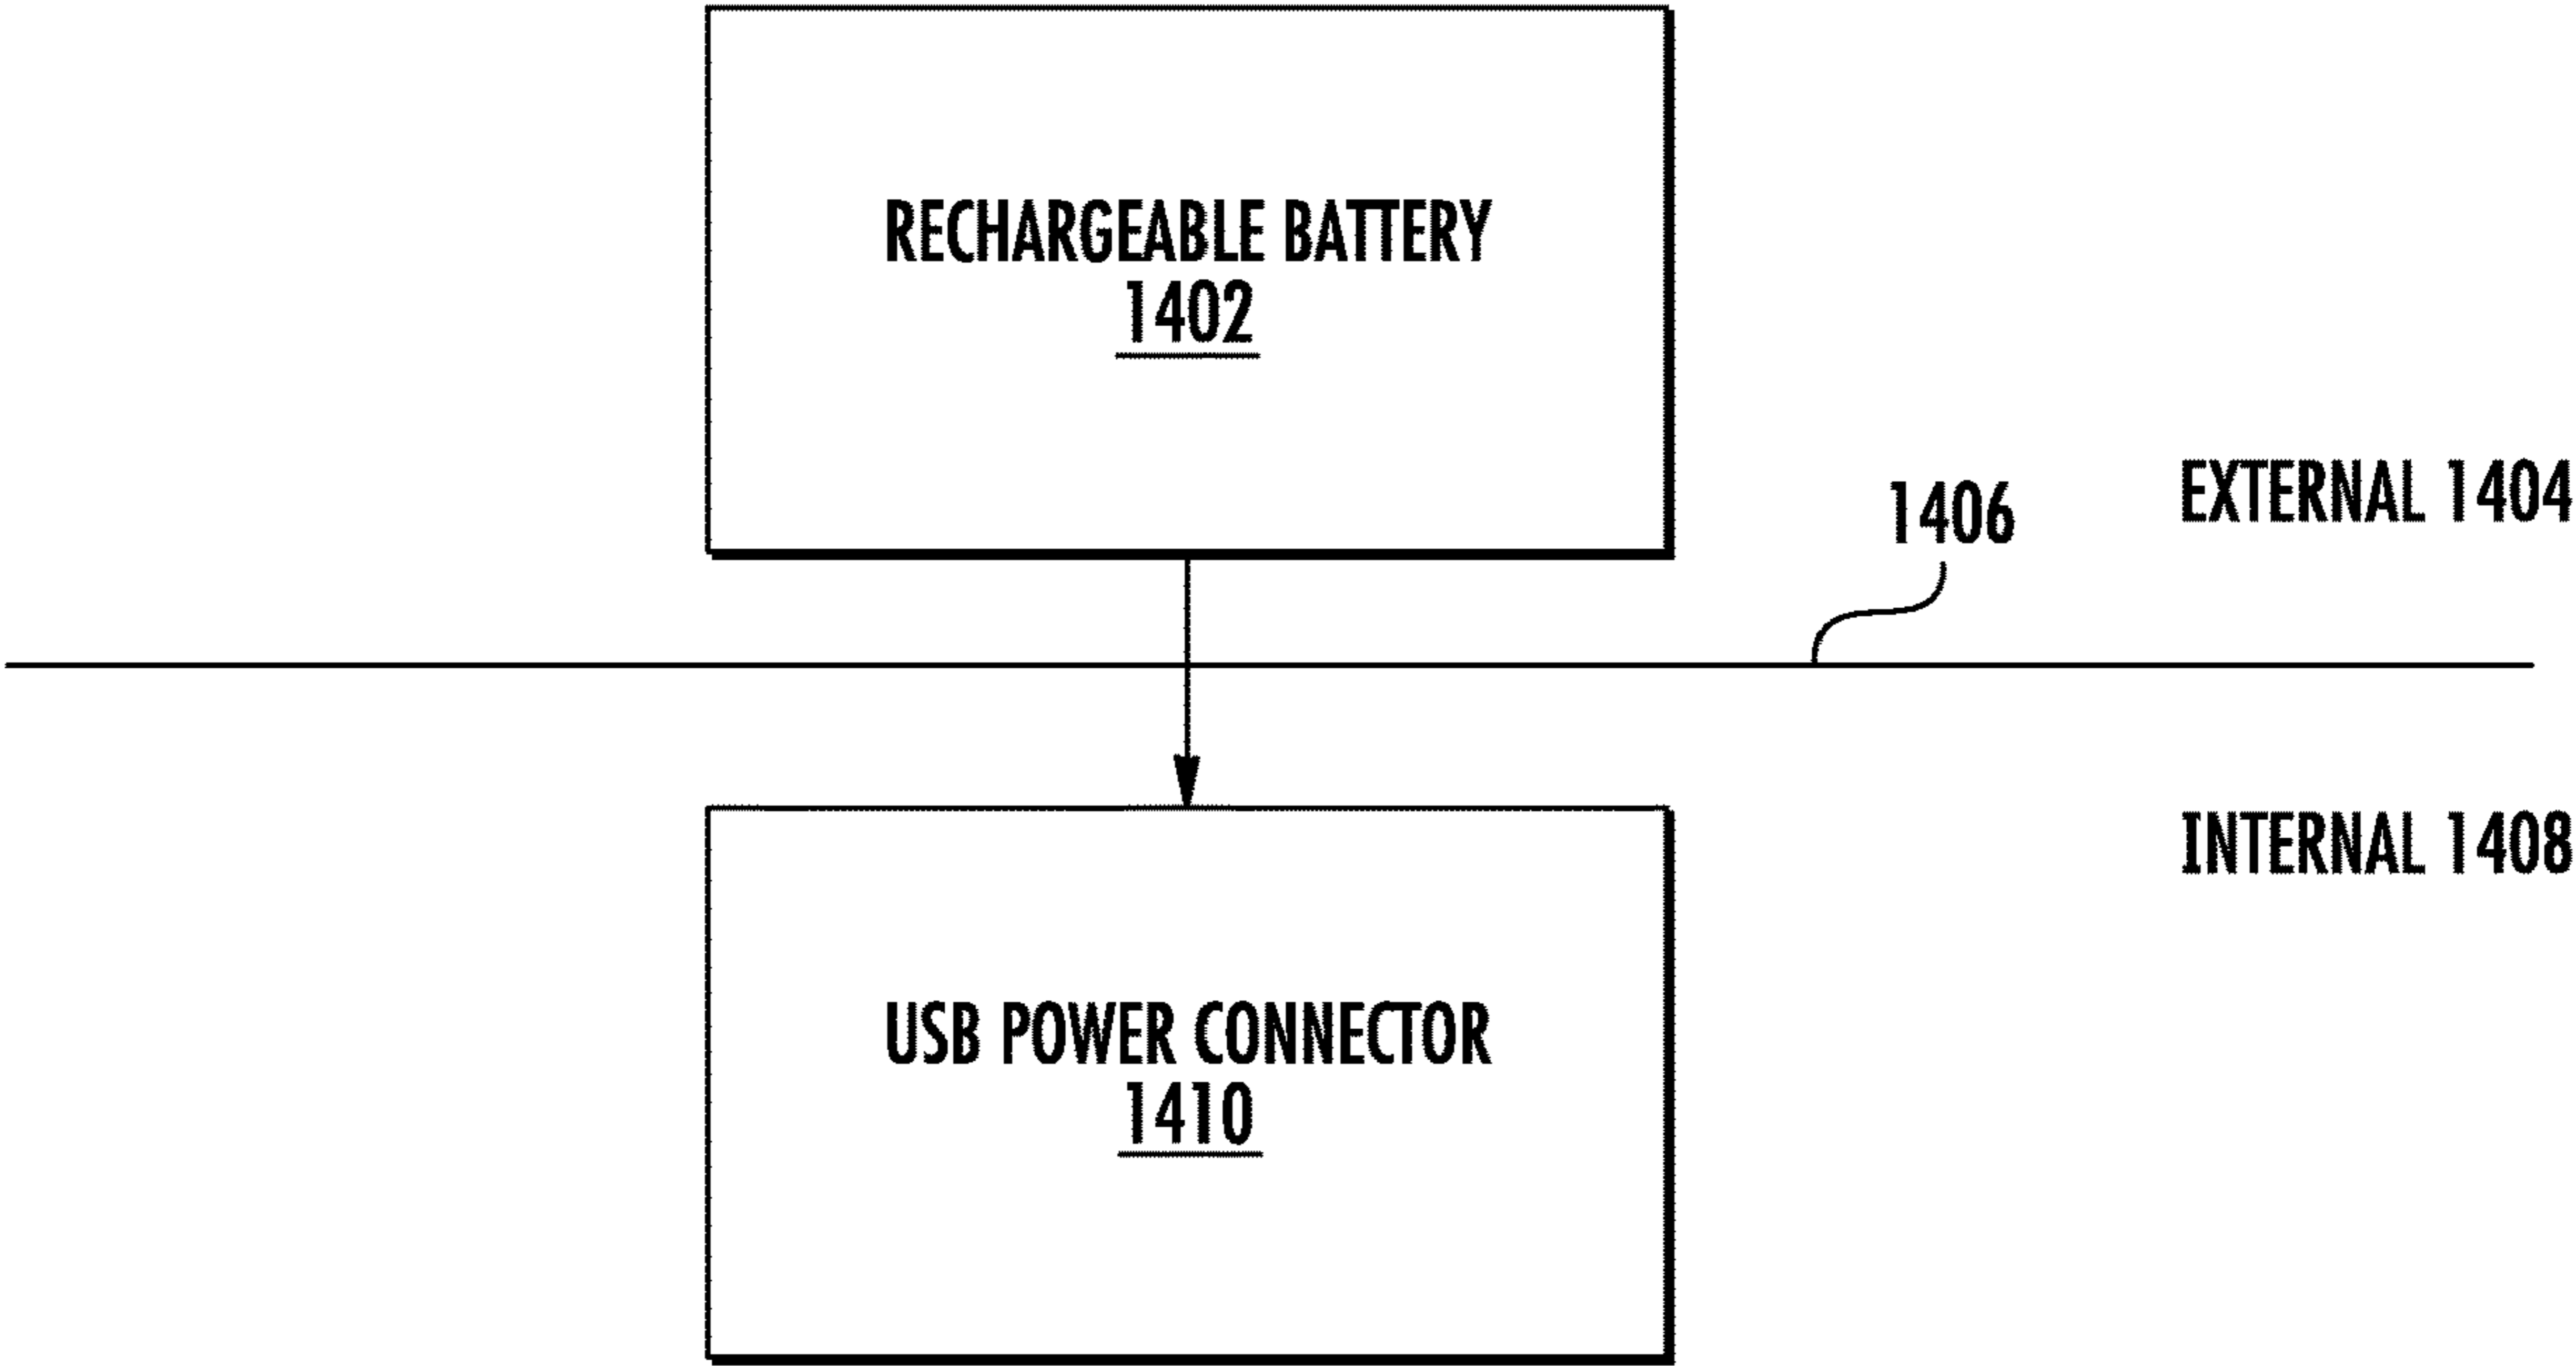 RECHARGEABLE BATTERY
1402
EXTERNAL 1404
1406
INTERNAL 1408
USB POWER CONNECTOR
1410